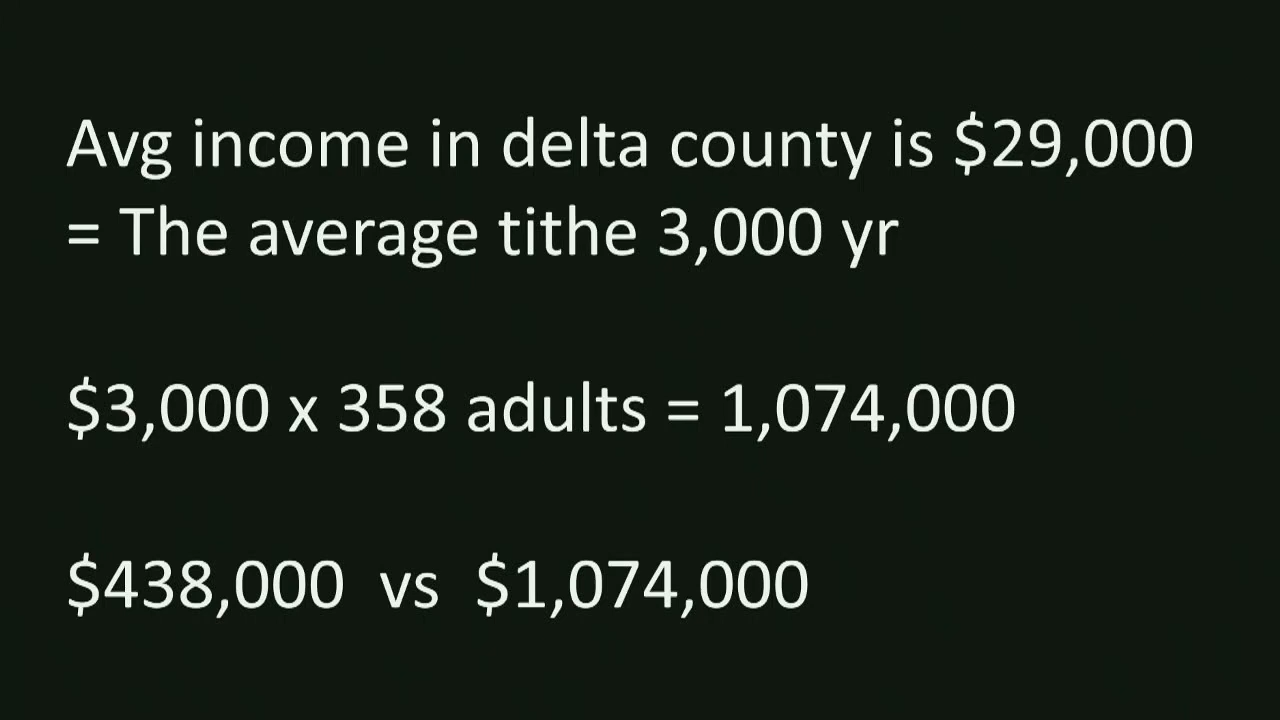 Avg income in delta county is $29,000
= The average tithe 3,000 yr
$3,000 x 358 adults = 1,074,000
$438,000 vs $1,074,000